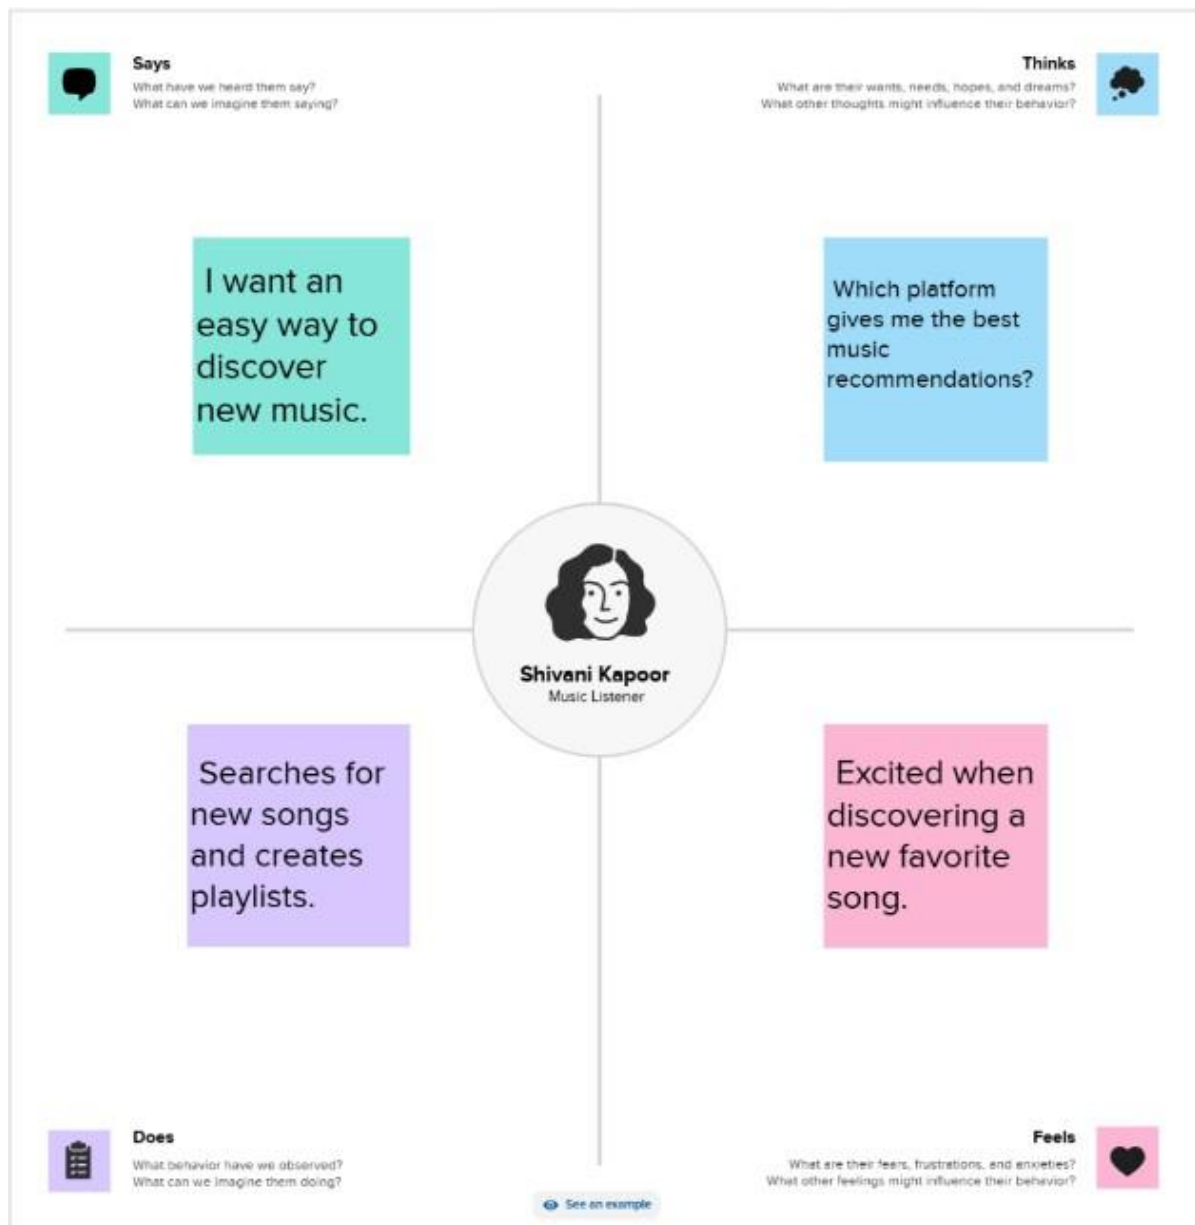 Says
What have we heard them say?
What can we imagine them saying?
Thinks
What are their wants, needs, hopes, and dreams?
What other thoughts might influence their behavior?
I want an
easy way to
discover
new music.
Which platform
gives me the best
music
recommendations?
Shivani Kapoor
Music Listener
Searches for
new songs
and creates
playlists.
Excited when
discovering a
new favorite
song.
Does
What behavior have we observed?
What can we imagine them doing?
Feels
What are their fears, frustrations, and anxieties?
What other feelings might influence their behavior?
See an example